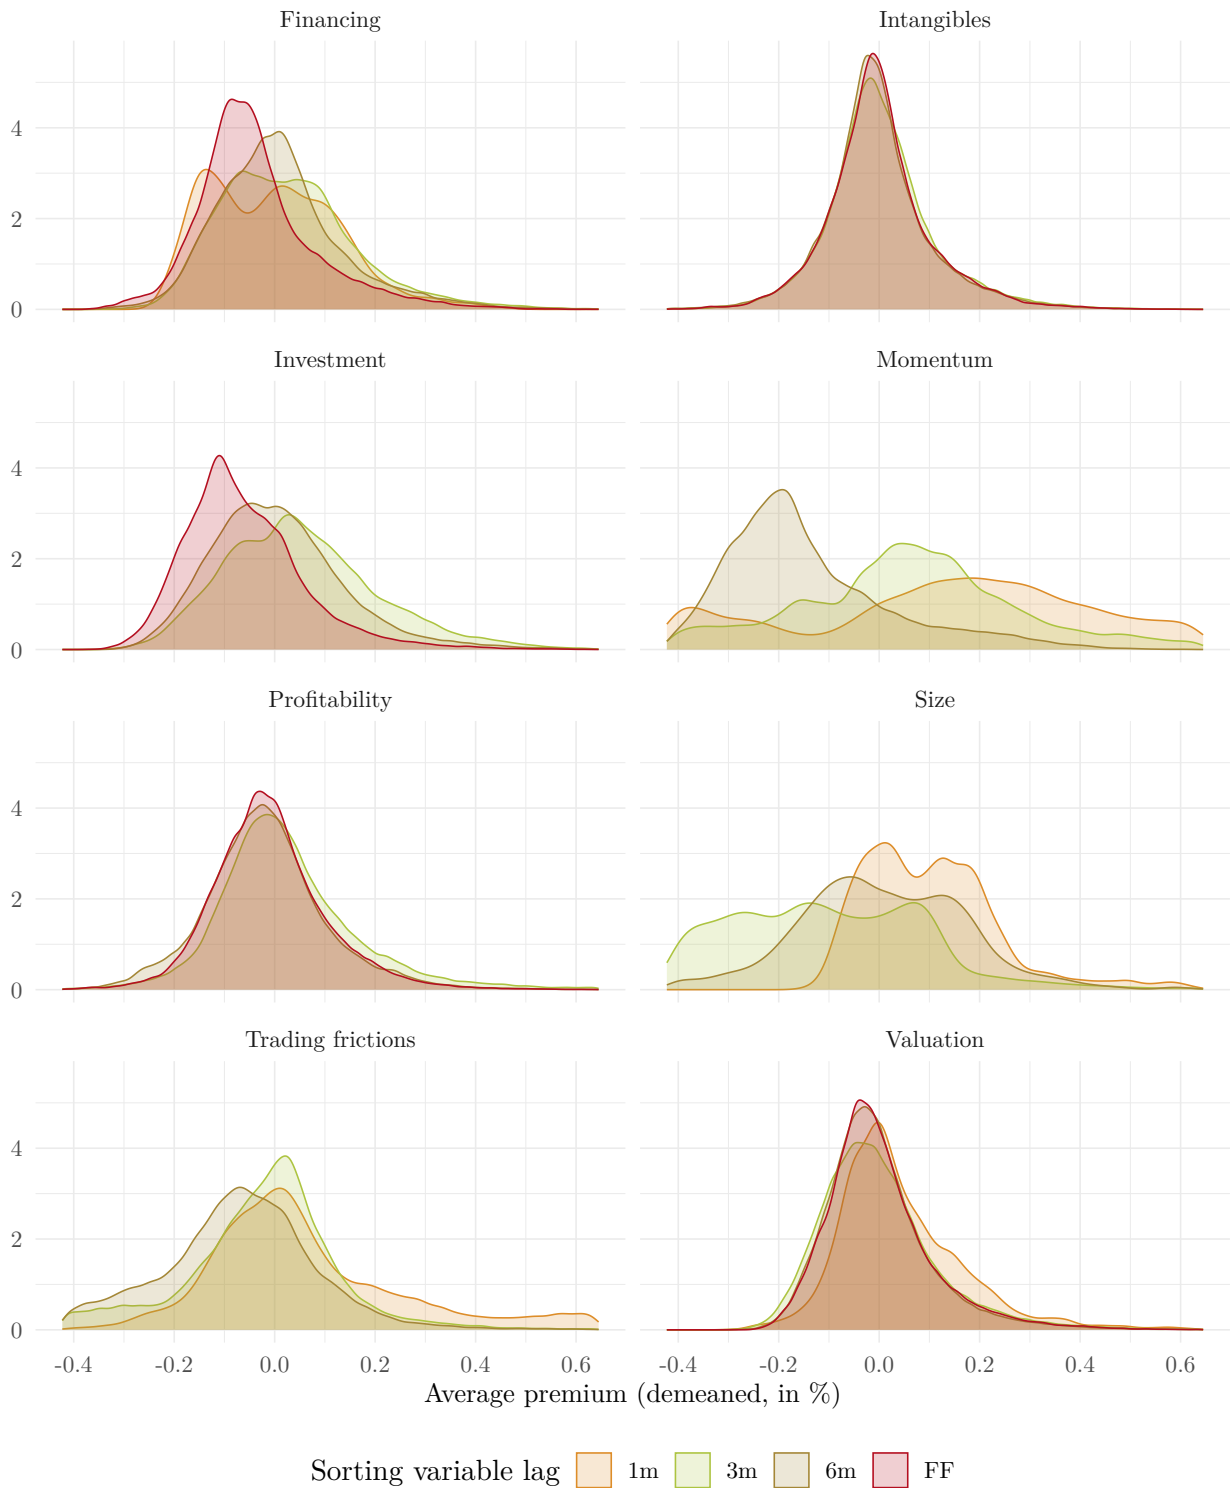 Financing Intangibles
4
2
0
Investment Momentum
4
2
0
Profitability Size
4
2
0
Trading frictions Valuation
4
2
0
-0.4 -0.2 0.0 0.2 0.4 0.6 -0.4 -0.2 0.0 0.2 0.4 0.6
Average premium (demeaned, in %)
Sorting variable lag 1m 3m 6m FF